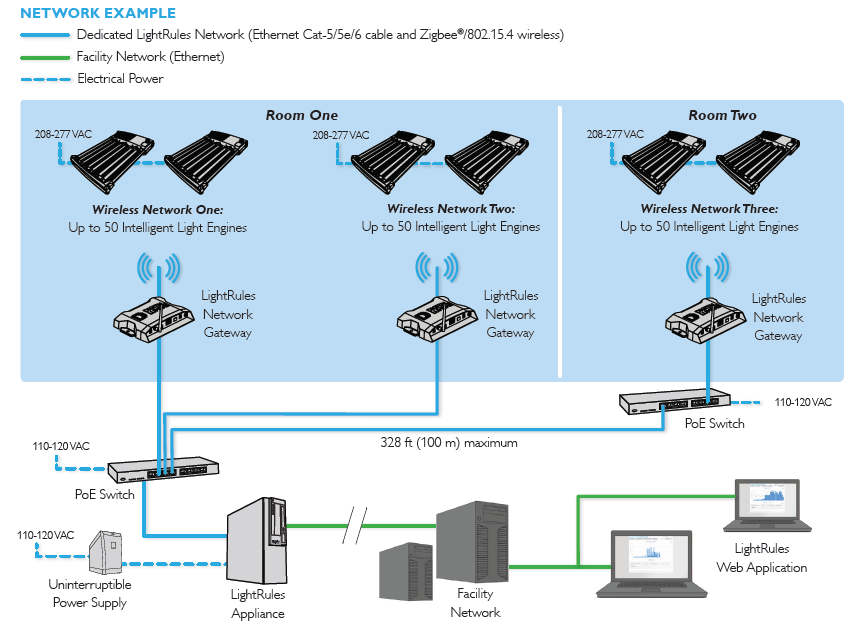 NETWORK EXAMPLE
Dedicated LightRules Network (Ethernet Cat-5/5e/6 cable and Zigbee®/802.15.4 wireless)
Facility Network (Ethernet)
Electrical Power
Room One
Room Two
208-277 VAC
208-277 VAC
208-277 VAC
Wireless Network One:
Up to 50 Intelligent Light Engines
Wireless Network Two:
Up to 50 Intelligent Light Engines
Wireless Network Three:
Up to 50 Intelligent Light Engines
LightRules
Network
Gateway
LightRules
Network
Gateway
LightRules
Network
Gateway
110-120 VAC
PoE Switch
328 ft (100 m) maximum
110-120 VAC
PoE Switch
110-120 VAC
Uninterruptible
Power Supply
LightRules
Appliance
Facility
Network
LightRules
Web Application